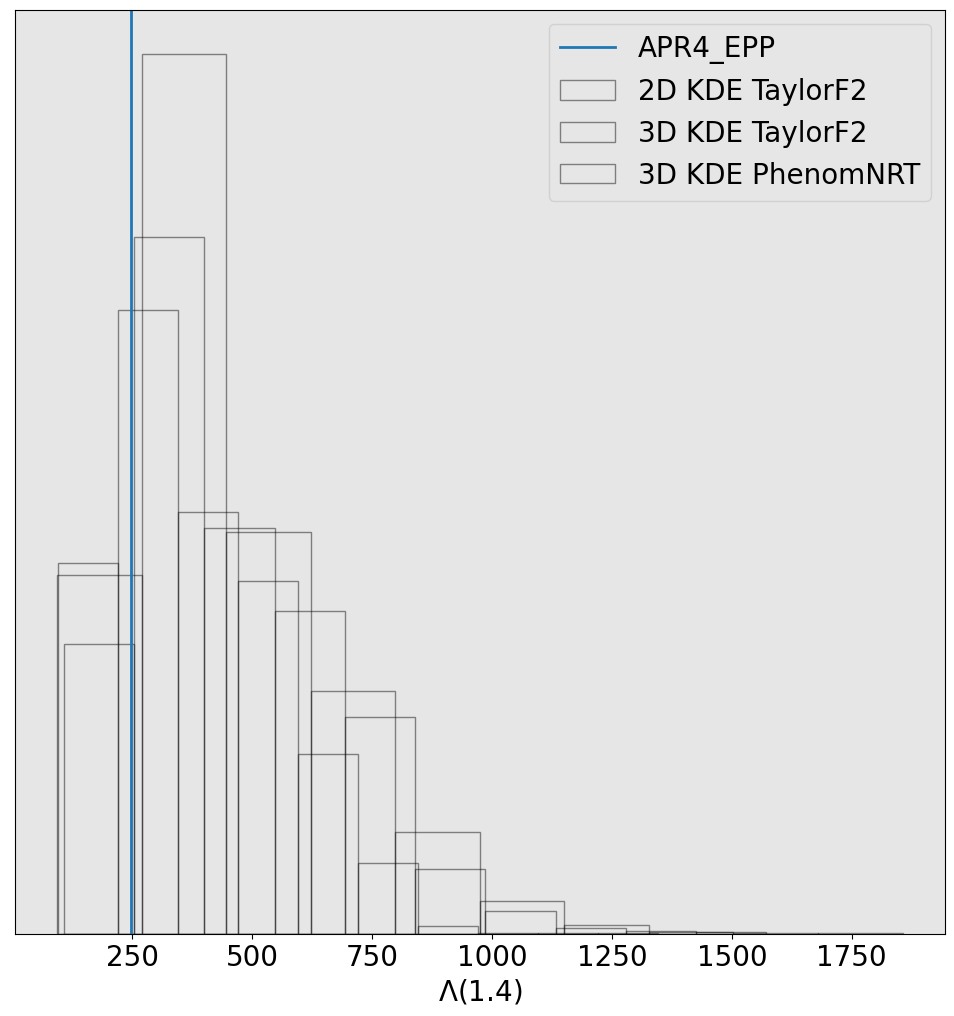 APR4_EPP
2D KDE TaylorF2
3D KDE TaylorF2
3D KDE PhenomNRT
250 500 750 1000 1250 1500 1750
Λ(1.4)